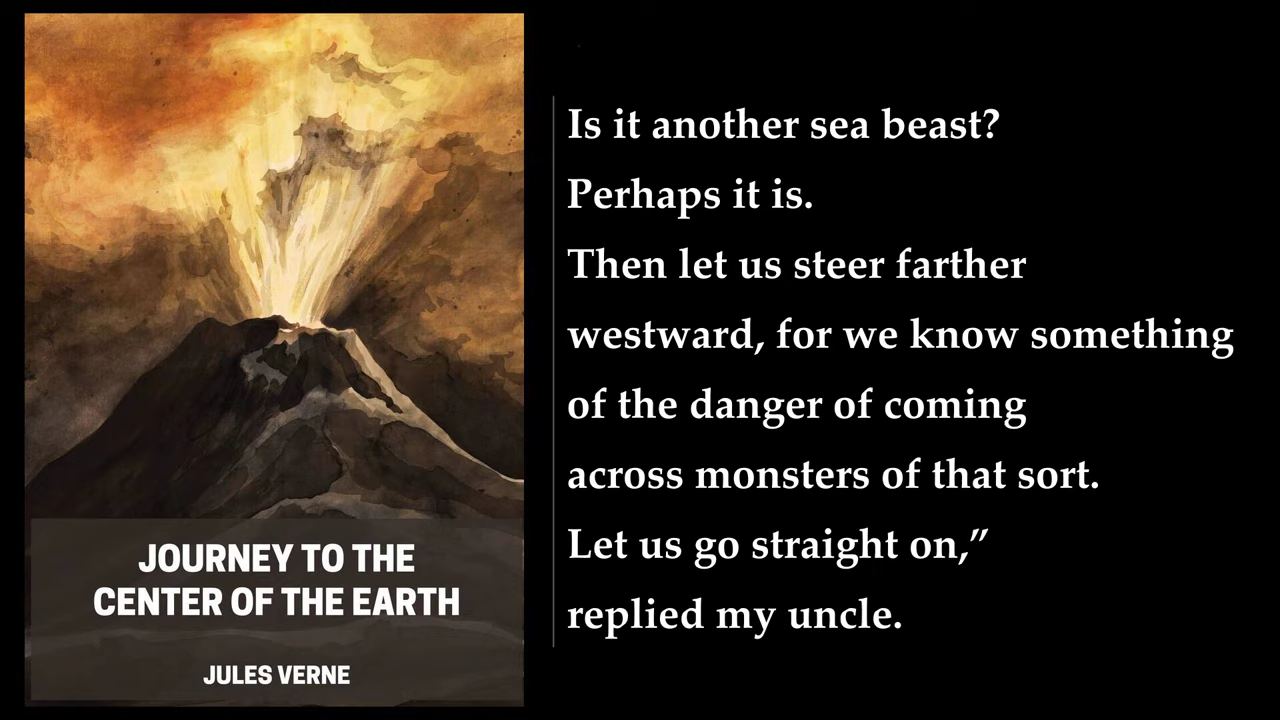 JOURNEY TO THE
CENTER OF THE EARTH
JULES VERNE
Is it another sea beast?
Perhaps it is.
Then let us steer farther
westward, for we know something
of the danger of coming
across monsters of that sort.
Let us go straight on,”
replied my uncle.